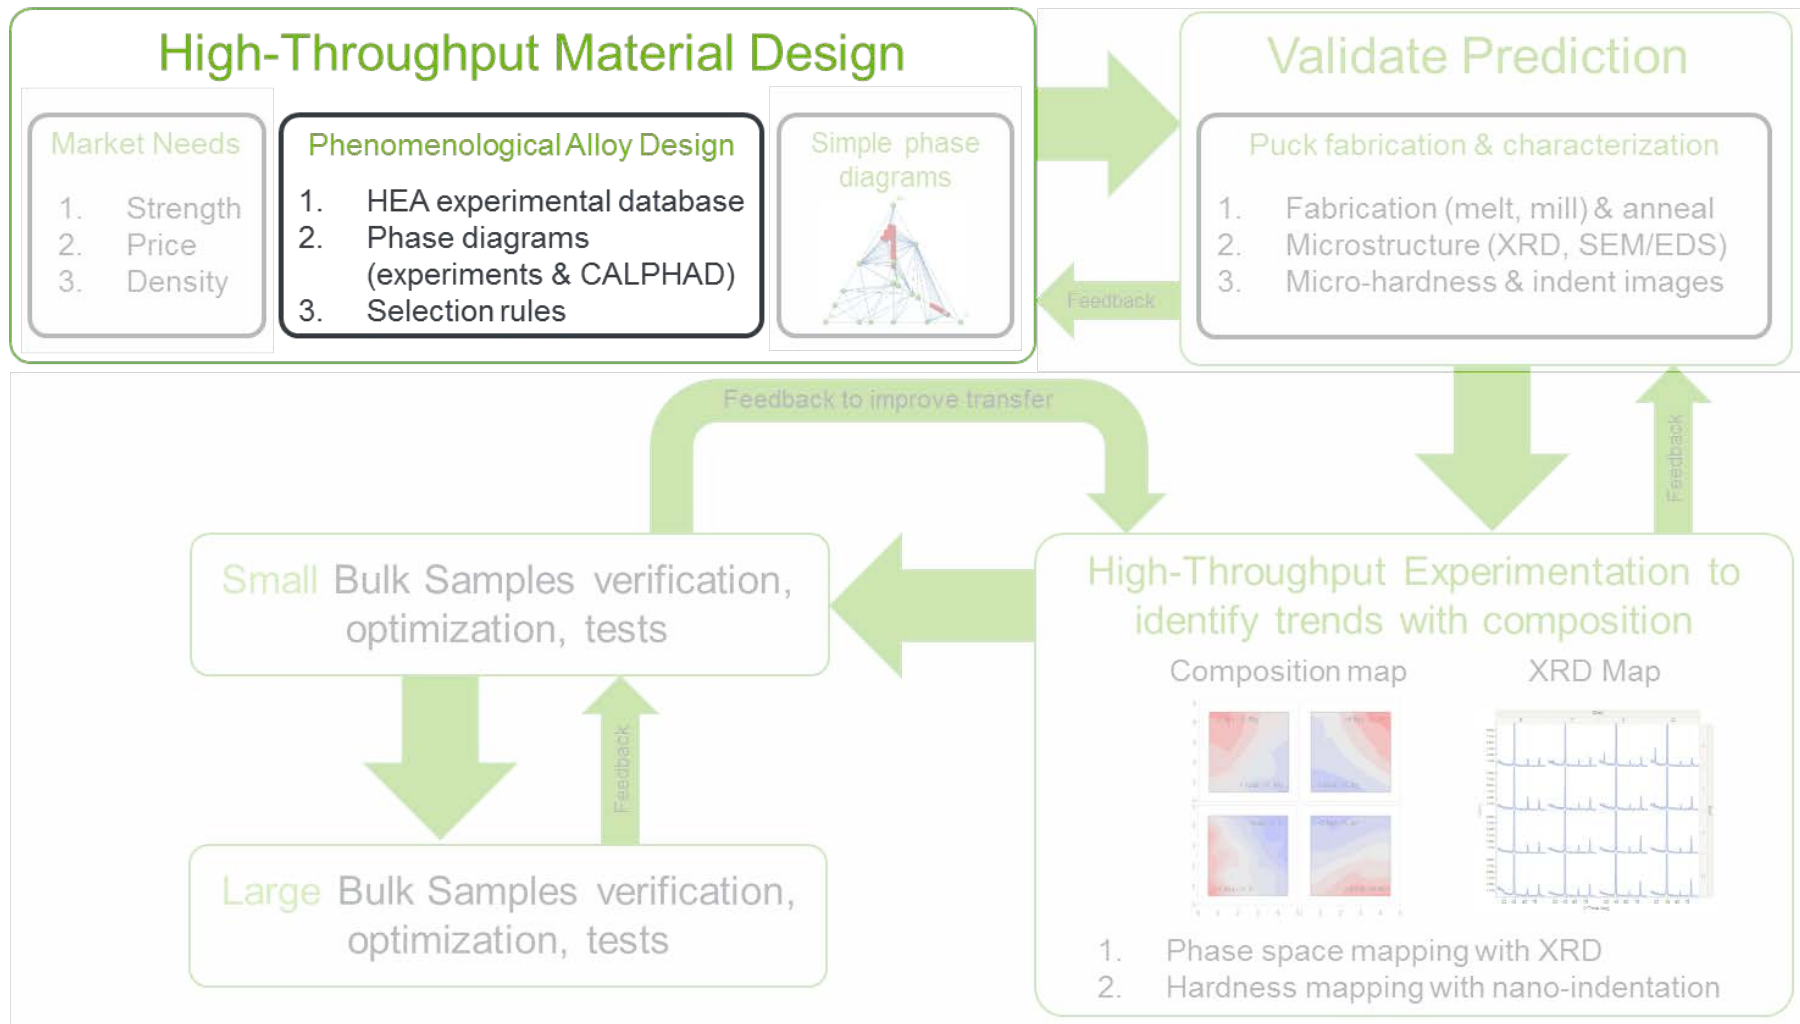 High-Throughput Material Design
Market Needs
1. Strength
2. Price
3. Density
Phenomenological Alloy Design
1. HEA experimental database
2. Phase diagrams
(experiments & CALPHAD)
3. Selection rules
Simple phase
diagrams
Validate Prediction
Puck fabrication & characterization
1. Fabrication (melt, mill) & anneal
2. Microstructure (XRD, SEM/EDS)
3. Micro-hardness & indent images
Feedback
Feedback to improve transfer
Feedback
High-Throughput Experimentation to
identify trends with composition
Composition map
XRD Map
1. Phase space mapping with XRD
2. Hardness mapping with nano-indentation
Small Bulk Samples verification,
optimization, tests
Feedback
Large Bulk Samples verification,
optimization, tests